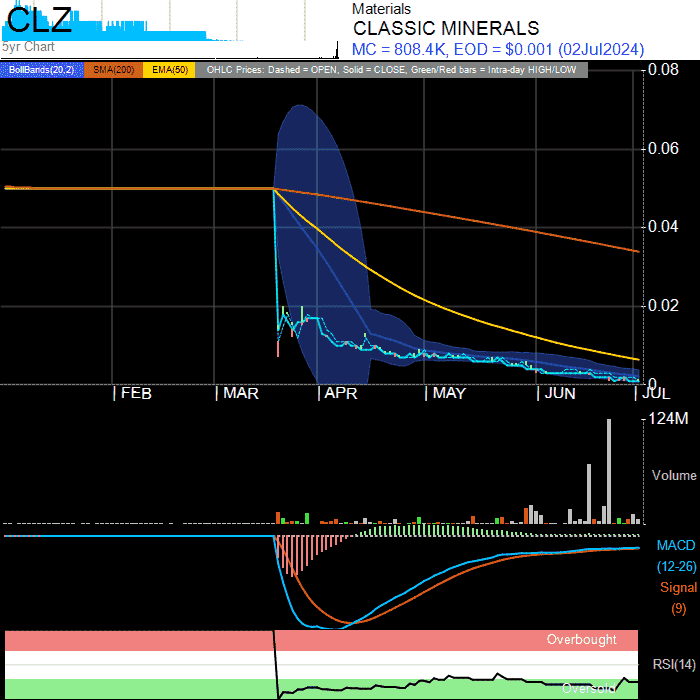 CLZ
5yr Chart
Materials
CLASSIC MINERALS
MC = 808.4K, EOD = $0.001 (02Jul2024)
BollBands(20,2) SMA(200) EMA(50) OHLC Prices: Dashed = OPEN, Solid = CLOSE, Green/Red bars = Intra-day HIGH/LOW
0.08
0.06
0.04
0.02
0
FEB MAR APR MAY JUN JUL
124M
Volume
MACD
(12-26)
Signal
(9)
Overbought
RSI(14)
Oversold